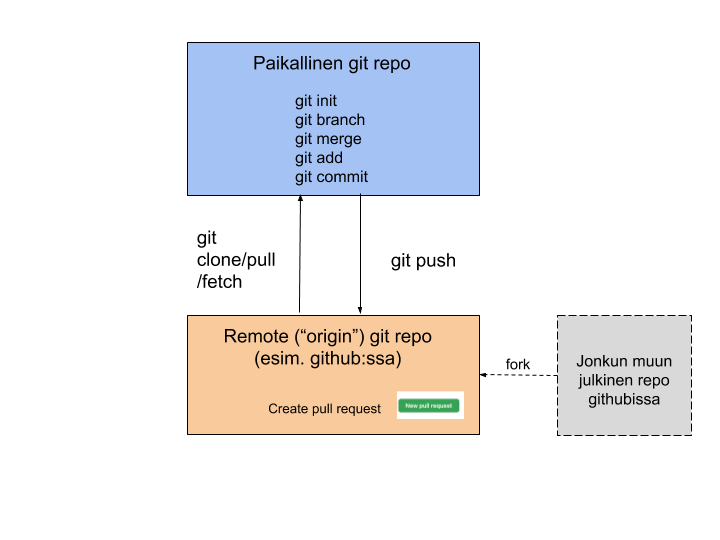 Paikallinen git repo
git init
git branch
git merge
git add
git commit
git
clone/pull
/fetch
git push
Remote (“origin”) git repo
(esim. github:ssa)
Create pull request
New pull request
fork
Jonkun muun
julkinen repo
githubissa